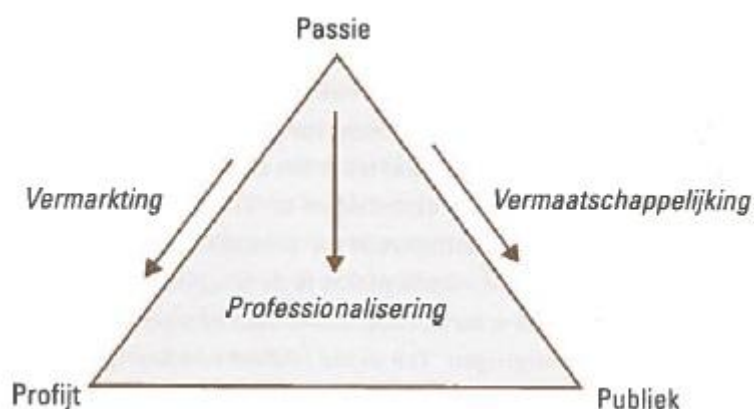 Passie
Vermarkting
Vermaatschappelijking
Professionalisering
Profijt
Publiek